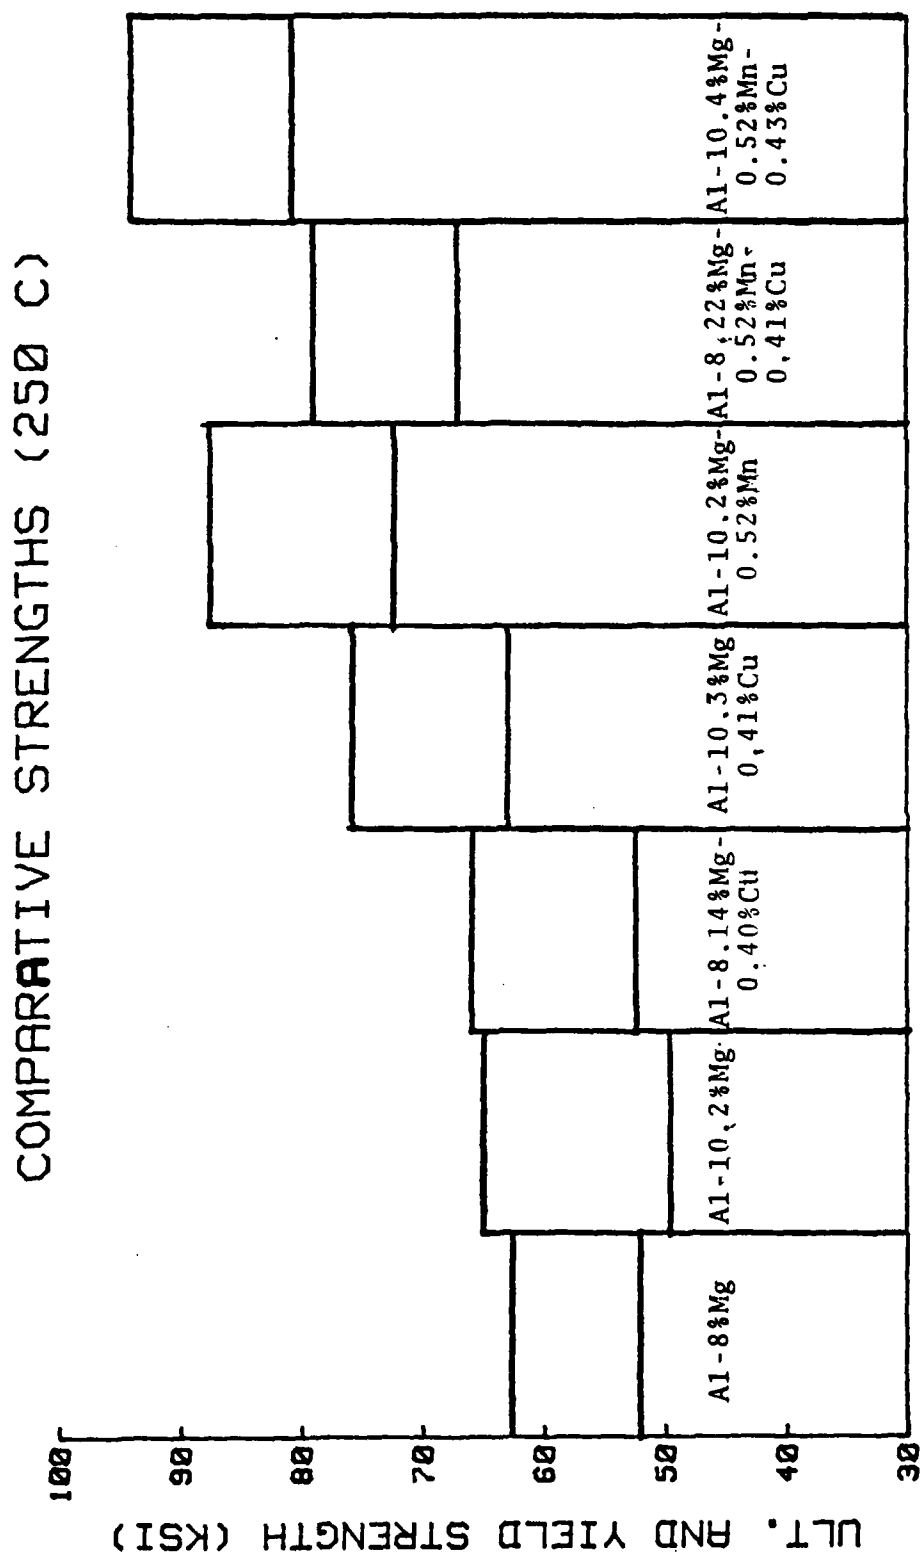 COMPARATIVE STRENGTHS (250 C)
ULT. AND YIELD STRENGTH (KSI)
100
90
80
70
60
50
40
30
Al-8%Mg
Al-10.2%Mg
Al-8.14%Mg-
0.40%Cu
Al-10.3%Mg
0.41%Cu
Al-10.2%Mg-
0.52%Mn
Al-8.22%Mg-
0.52%Mn-
0.41%Cu
Al-10.4%Mg-
0.52%Mn-
0.43%Cu